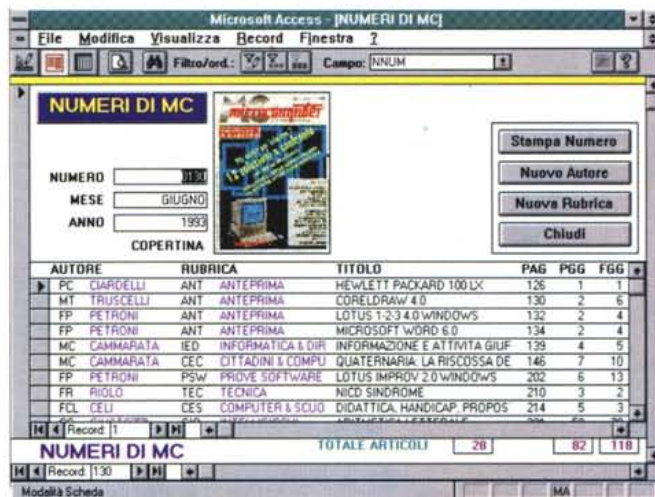 Microsoft Access - [NUMERI DI MC]
File Modifica Visualizza Record Finestra ?
Filtro/ord.: Campo: NNUM
NUMERI DI MC
NUMERO 0130
MESE GIUGNO
ANNO 1993
COPERTINA
Stampa Numero
Nuovo Autore
Nuova Rubrica
Chiudi
AUTORE RUBRICA TITOLO PAG PGG FGG
PC CIARDELLI ANT ANTEPRIMA HEWLETT PACKARD 100 LX 126 1 1
MT TRUSCELLI ANT ANTEPRIMA CORELDRAW 4.0 130 2 6
FP PETRONI ANT ANTEPRIMA LOTUS 1-2-3 4.0 WINDOWS 132 2 4
FP PETRONI ANT ANTEPRIMA MICROSOFT WORD 6.0 134 2 4
MC CAMMARATA IED INFORMATICA & DIR INFORMAZIONE E ATTIVITA GIUF 139 4 5
MC CAMMARATA CEC CITTADINI & COMPU QUATERNARIA: LA RISCOSSA DE 146 7 10
FP PETRONI PSW PROVE SOFTWARE LOTUS IMPROV 2.0 WINDOWS 202 6 13
FR RIOLO TEC TECNICA NICD SINDROME 210 3 2
FCL CELI CES COMPUTER & SCUO DIDATTICA, HANDICAP, PROPOS 214 5 3
Record: 1
NUMERI DI MC TOTALE ARTICOLI 28 82 118
Record: 130
Modalità Scheda MA